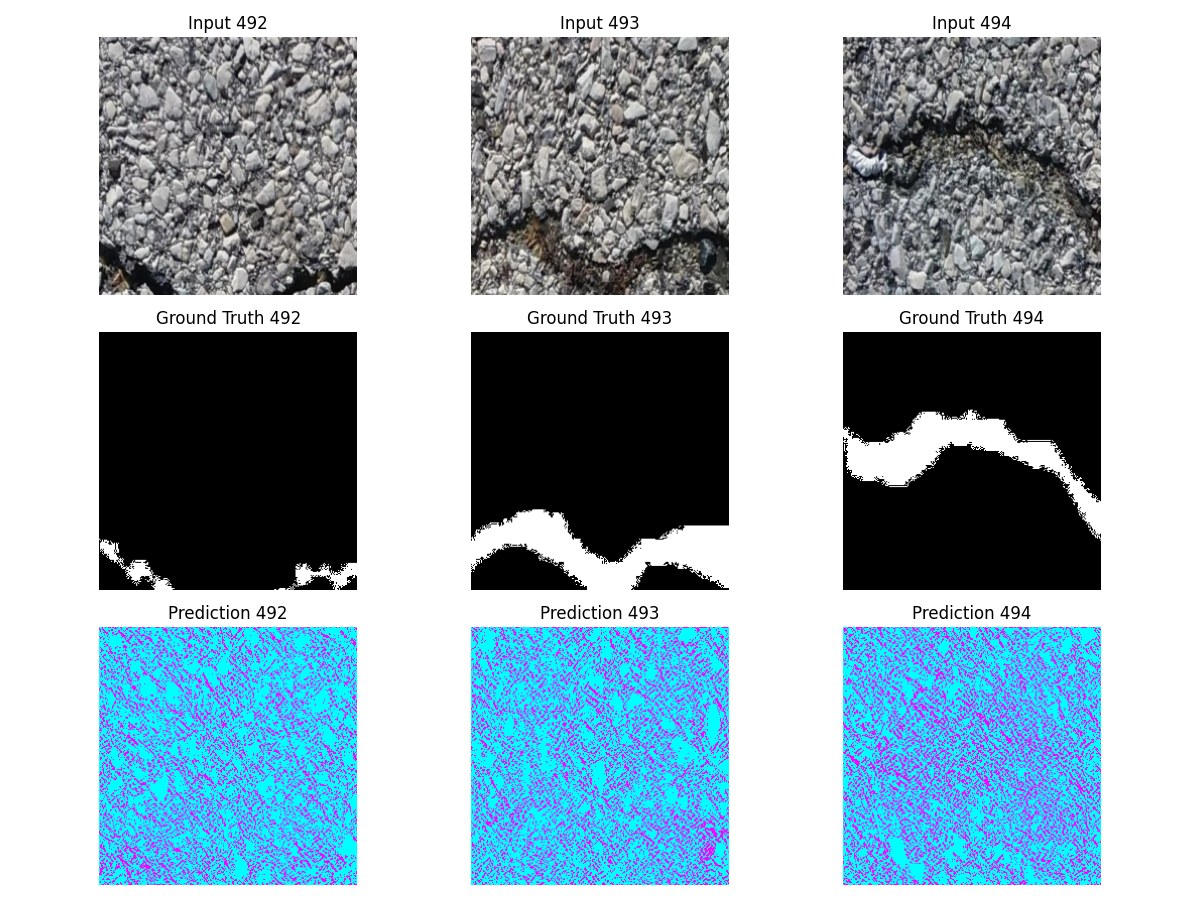 Input 492
Input 493
Input 494
Ground Truth 492
Ground Truth 493
Ground Truth 494
Prediction 492
Prediction 493
Prediction 494